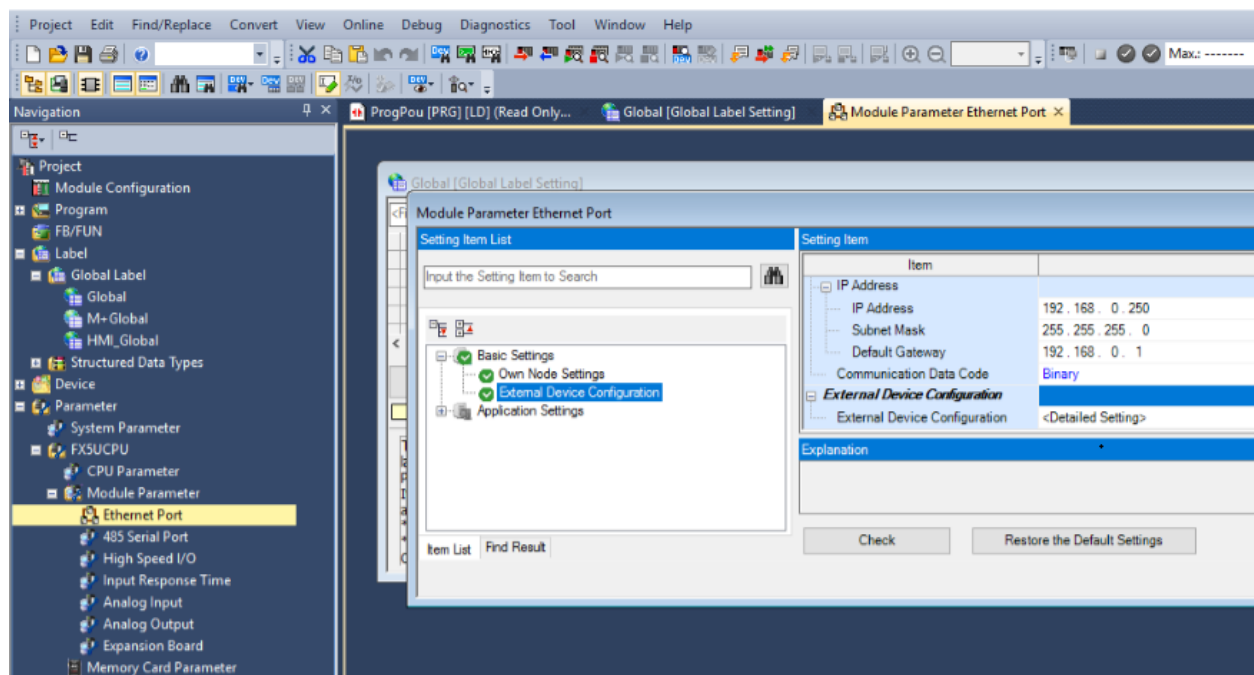 Project Edit Find/Replace Convert View Online Debug Diagnostics Tool Window Help
Max.: -------
Navigation
ProgPou [PRG] [LD] (Read Only...
Global [Global Label Setting]
Module Parameter Ethernet Port
Project
Module Configuration
Program
FB/FUN
Label
Global Label
Global
M+Global
HMI_Global
Structured Data Types
Device
Parameter
System Parameter
FX5UCPU
CPU Parameter
Module Parameter
Ethernet Port
485 Serial Port
High Speed I/O
Input Response Time
Analog Input
Analog Output
Expansion Board
Memory Card Parameter
Global [Global Label Setting]
Module Parameter Ethernet Port
Setting Item List
Input the Setting Item to Search
Basic Settings
Own Node Settings
External Device Configuration
Application Settings
Item List Find Result
Setting Item
Item
IP Address
IP Address 192 . 168 . 0 . 250
Subnet Mask 255 . 255 . 255 . 0
Default Gateway 192 . 168 . 0 . 1
Communication Data Code Binary
External Device Configuration
External Device Configuration <Detailed Setting>
Explanation
Check Restore the Default Settings